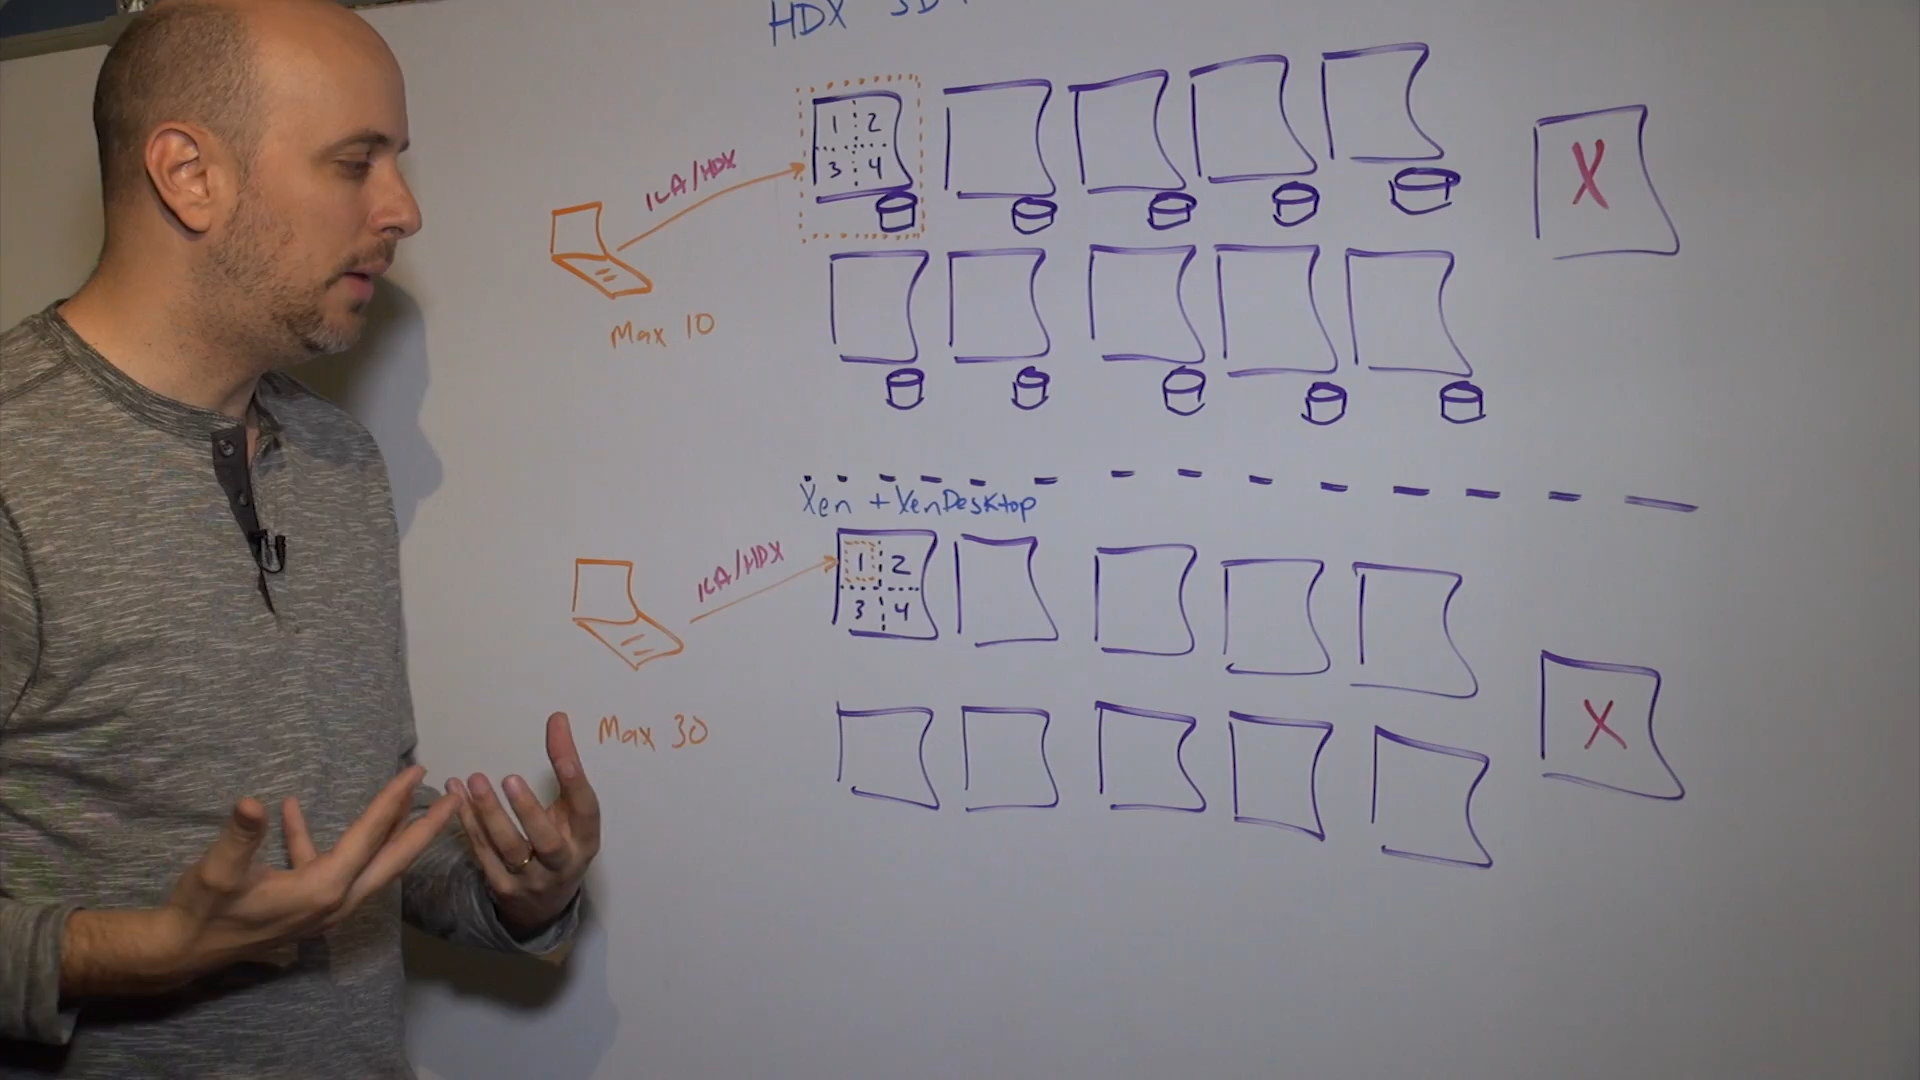 HDX 3D
1 2
3 4
ICA/HDX
X
Max 10
Xen + XenDesktop
1 2
3 4
ICA/HDX
X
Max 30